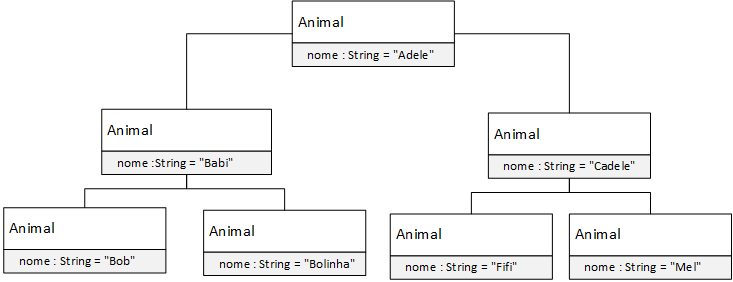 Animal
nome : String = "Adele"
Animal
nome :String = "Babi"
Animal
nome : String = "Cadele"
Animal
nome : String = "Bob"
Animal
nome : String = "Bolinha"
Animal
nome : String = "Fifi"
Animal
nome : String = "Mel"